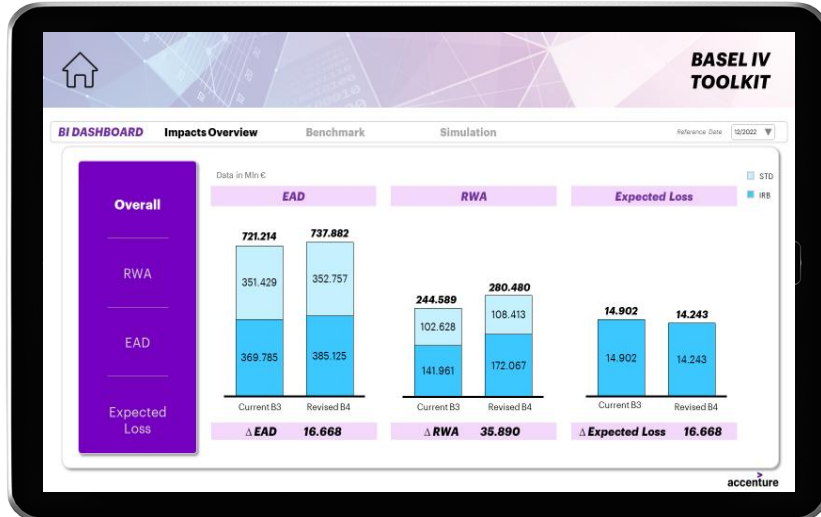 BASEL IV
TOOLKIT
BI DASHBOARD Impacts Overview Benchmark Simulation Reference Date 12/2022
Data in Mln €
STD
IRB
Overall
RWA
EAD
Expected
Loss
EAD
721.214 737.882
351.429 352.757
369.785 385.125
Current B3 Revised B4
Δ EAD 16.668
RWA
244.589 280.480
102.628 108.413
141.961 172.067
Current B3 Revised B4
Δ RWA 35.890
Expected Loss
14.902 14.243
14.902 14.243
Current B3 Revised B4
Δ Expected Loss 16.668
accenture